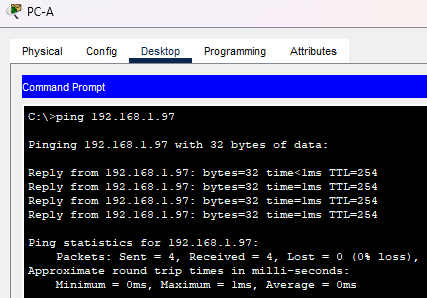 PC-A
Physical Config Desktop Programming Attributes
Command Prompt
C:\>ping 192.168.1.97
Pinging 192.168.1.97 with 32 bytes of data:
Reply from 192.168.1.97: bytes=32 time<1ms TTL=254
Reply from 192.168.1.97: bytes=32 time=1ms TTL=254
Reply from 192.168.1.97: bytes=32 time=1ms TTL=254
Reply from 192.168.1.97: bytes=32 time=1ms TTL=254
Ping statistics for 192.168.1.97:
Packets: Sent = 4, Received = 4, Lost = 0 (0% loss),
Approximate round trip times in milli-seconds:
Minimum = 0ms, Maximum = 1ms, Average = 0ms